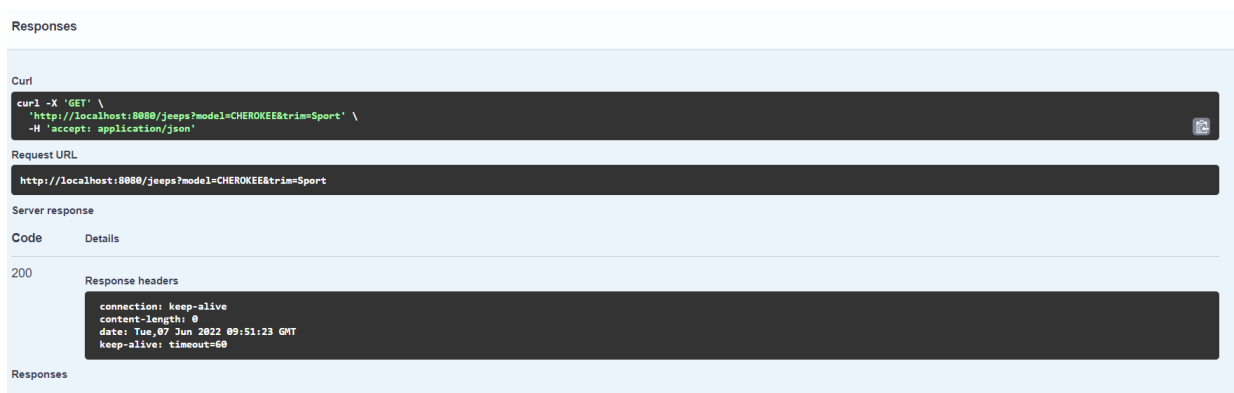 Responses
Curl
curl -X 'GET' \
'http://localhost:8080/jeeps?model=CHEROKEE&trim=Sport' \
-H 'accept: application/json'
Request URL
http://localhost:8080/jeeps?model=CHEROKEE&trim=Sport
Server response
Code Details
200
Response headers
connection: keep-alive
content-length: 0
date: Tue,07 Jun 2022 09:51:23 GMT
keep-alive: timeout=60
Responses